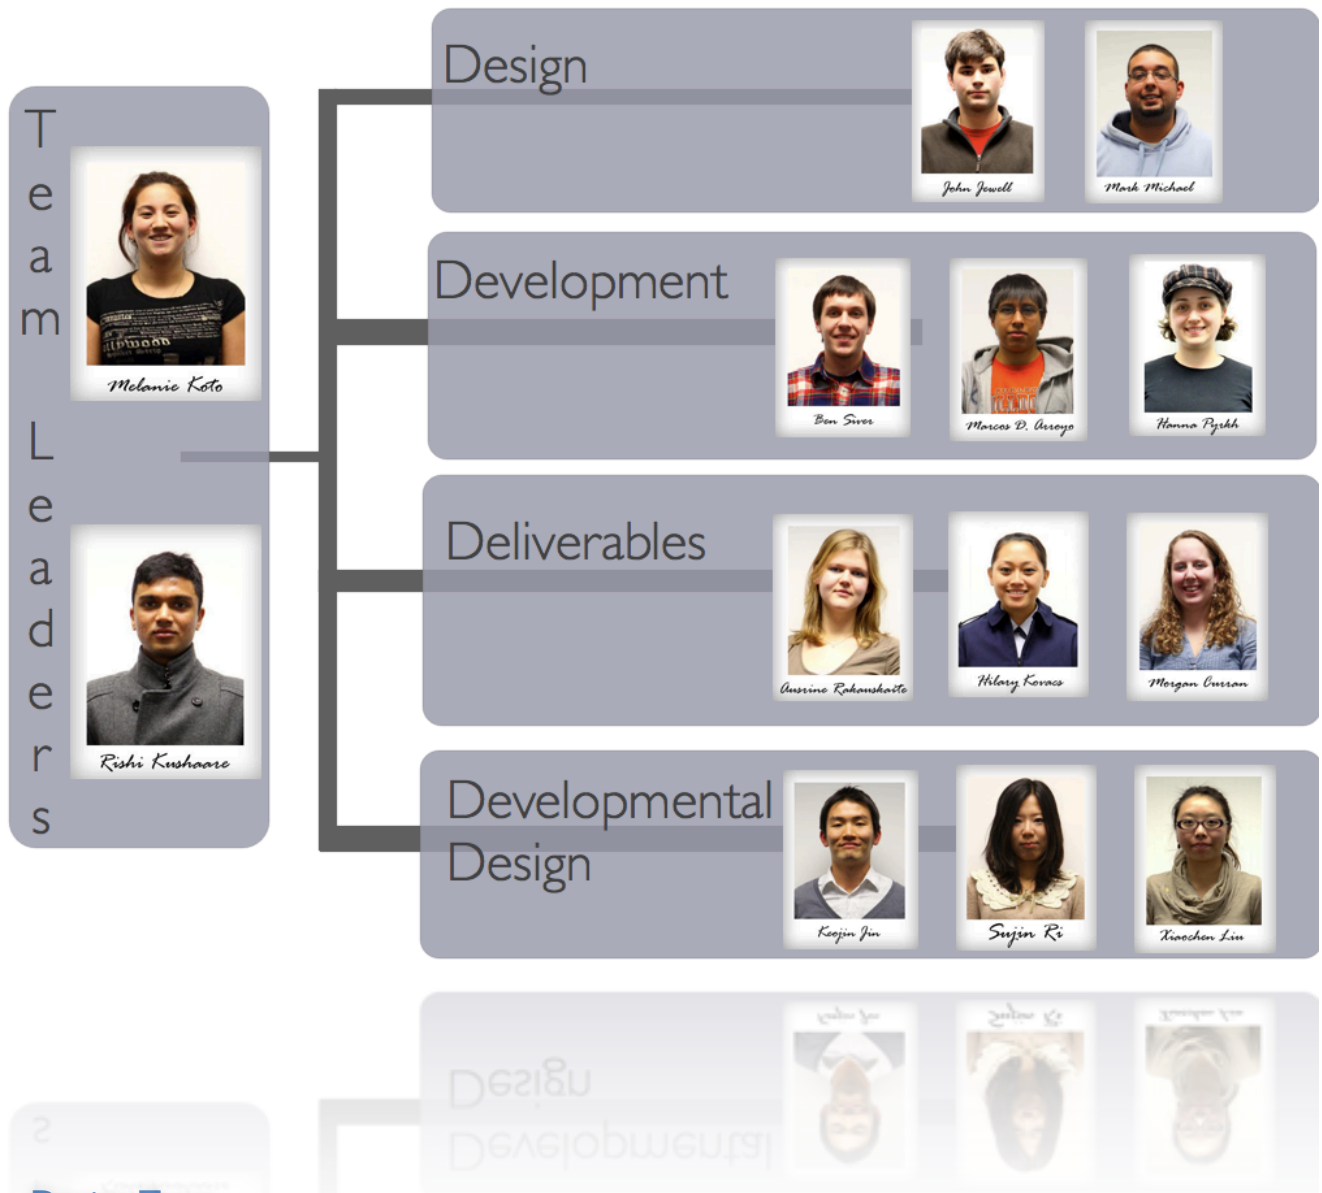 Team Leaders
Melanie Koto
Rishi Kushaare
Design
John Jewell
Mark Michael
Development
Ben Siver
Marcos D. Arroyo
Hanna Pyrkh
Deliverables
Ausrine Rakauskaite
Hilary Kovacs
Morgan Curran
Developmental
Design
Keojin Jin
Sujin Ri
Xiaochen Liu